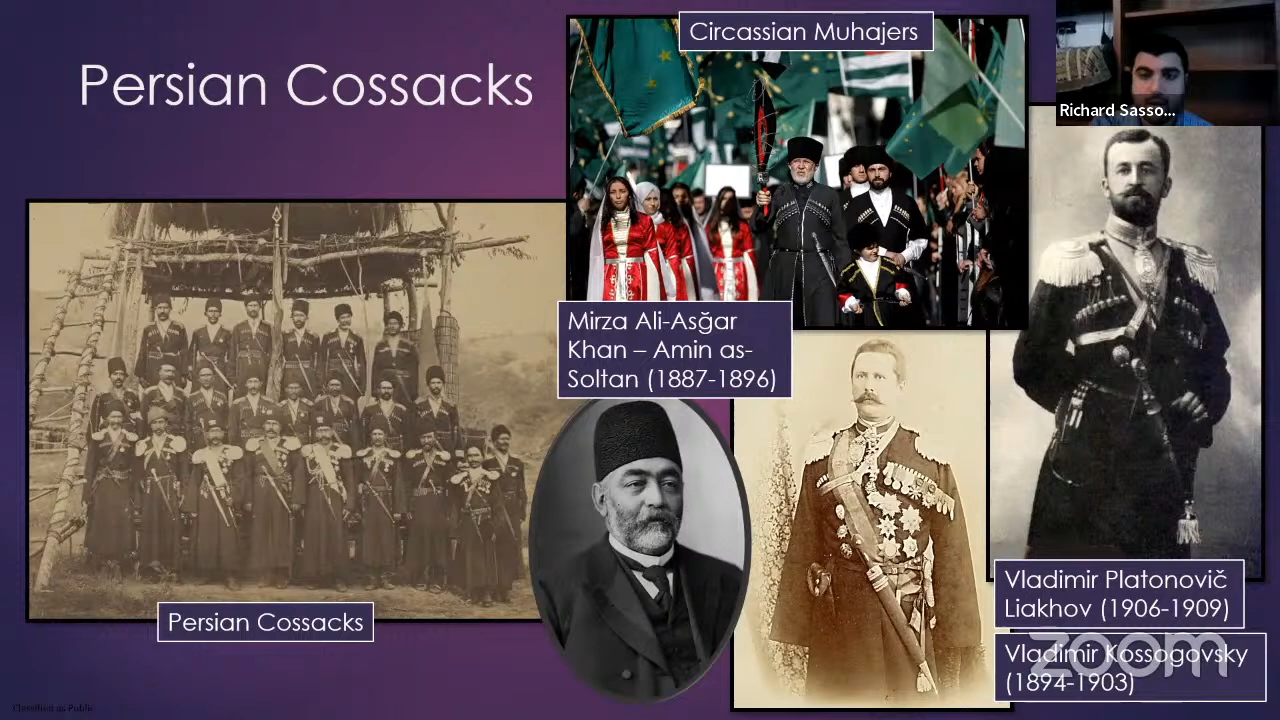 Persian Cossacks
Circassian Muhajers
Richard Sasso...
Mirza Ali-Asğar
Khan – Amin as-
Soltan (1887-1896)
Persian Cossacks
Vladimir Platonovič
Liakhov (1906-1909)
Vladimir Kossogovsky
(1894-1903)
zoom
Classified as Public